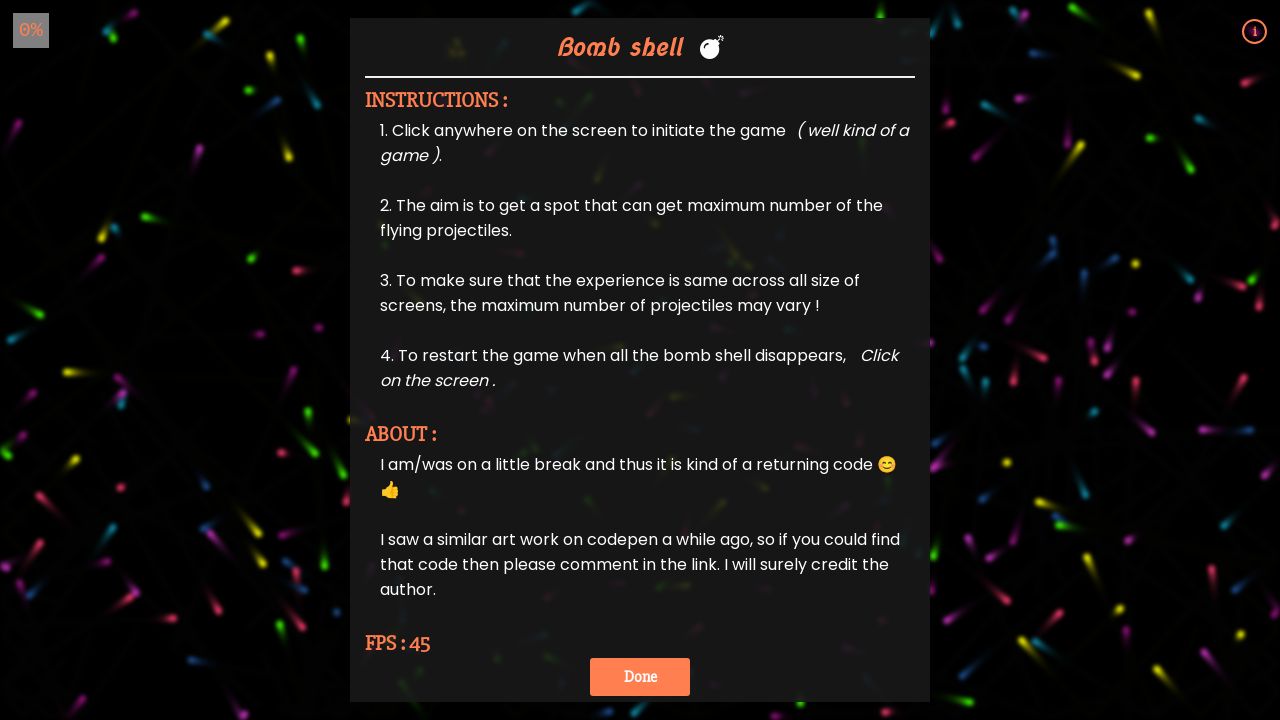 0%
i
Bomb shell 💣
INSTRUCTIONS :
1. Click anywhere on the screen to initiate the game ( well kind of a
game ).
2. The aim is to get a spot that can get maximum number of the
flying projectiles.
3. To make sure that the experience is same across all size of
screens, the maximum number of projectiles may vary !
4. To restart the game when all the bomb shell disappears, Click
on the screen .
ABOUT :
I am/was on a little break and thus it is kind of a returning code 😊
👍
I saw a similar art work on codepen a while ago, so if you could find
that code then please comment in the link. I will surely credit the
author.
FPS : 45
Done